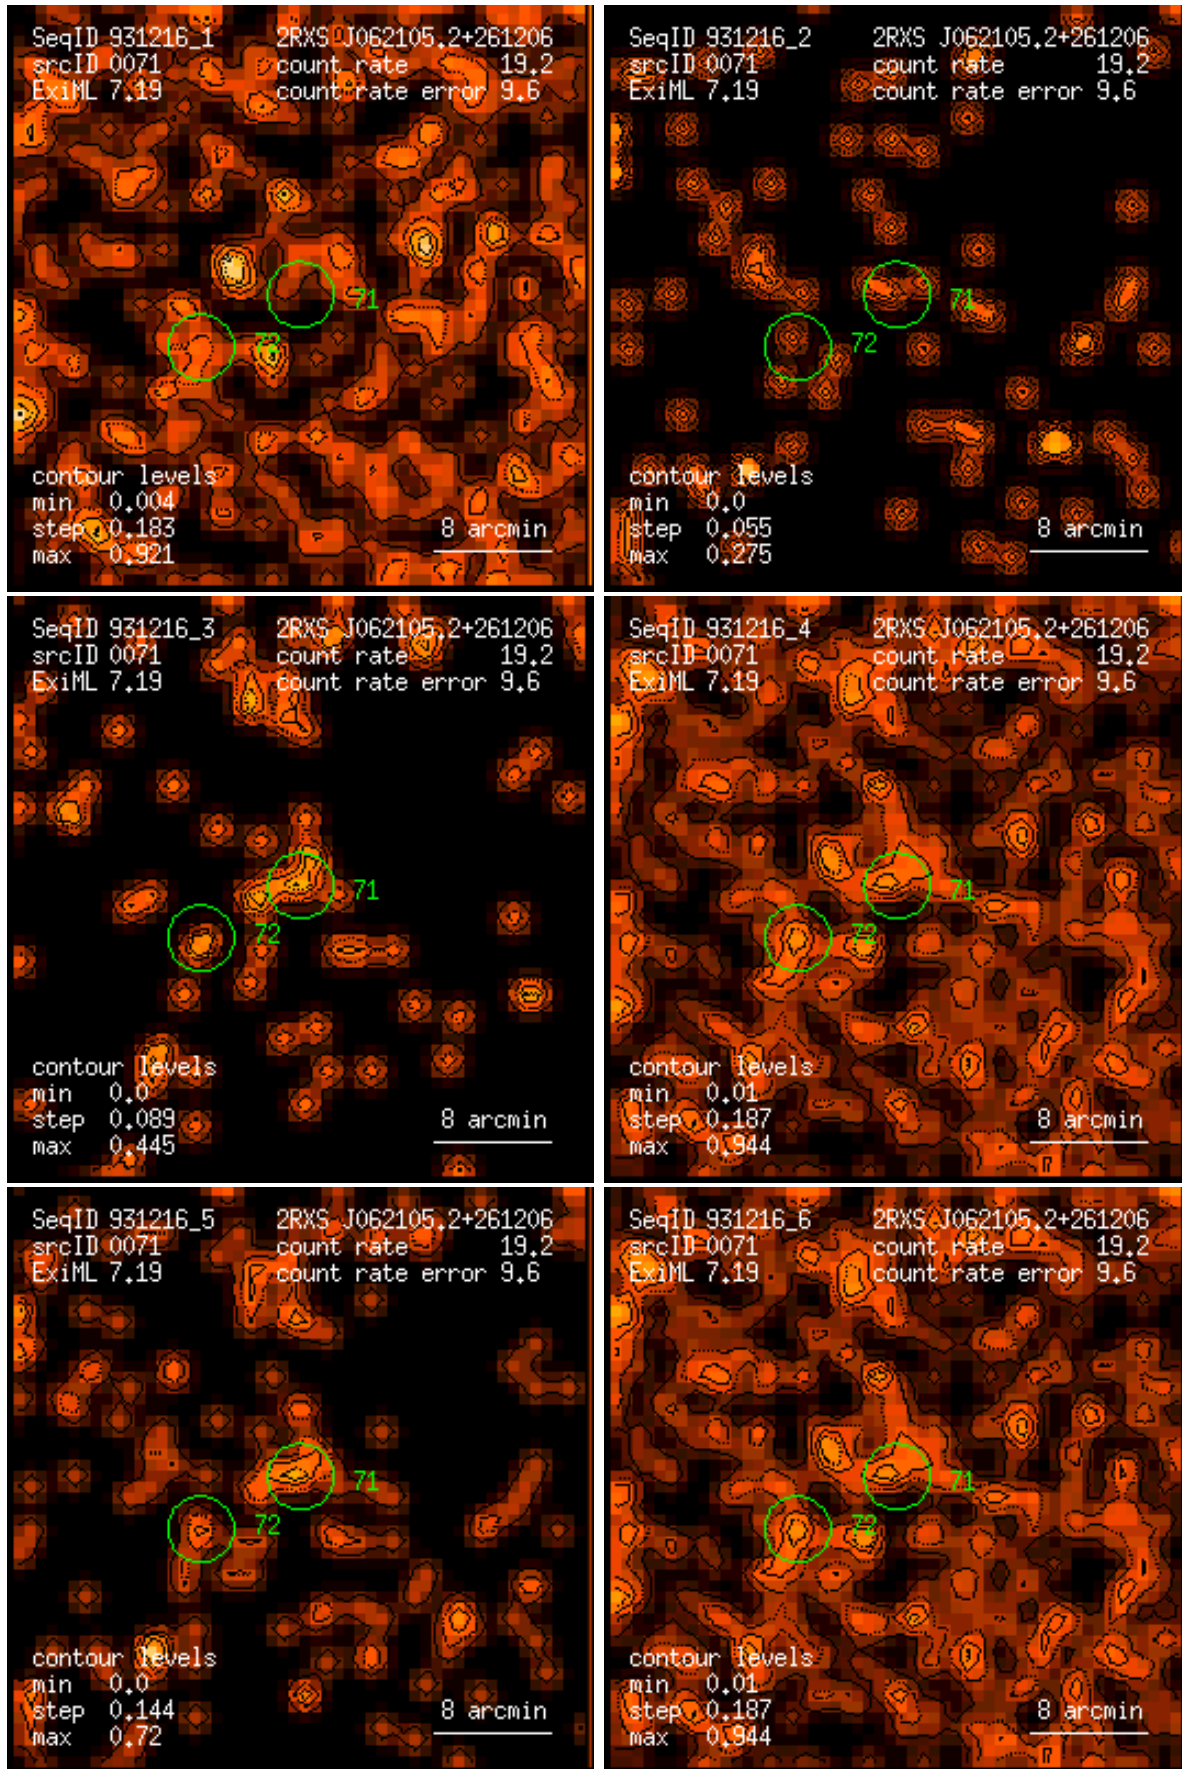 SeqID 931216_1 2RXS J062105.2+261206
srcID 0071 count rate 19.2
ExiML 7.19 count rate error 9.6
71
72
contour levels
min 0.004
step 0.183
max 0.921
8 arcmin
SeqID 931216_2 2RXS J062105.2+261206
srcID 0071 count rate 19.2
ExiML 7.19 count rate error 9.6
71
72
contour levels
min 0.0
step 0.055
max 0.275
8 arcmin
SeqID 931216_3 2RXS J062105.2+261206
srcID 0071 count rate 19.2
ExiML 7.19 count rate error 9.6
71
72
contour levels
min 0.0
step 0.089
max 0.445
8 arcmin
SeqID 931216_4 2RXS J062105.2+261206
srcID 0071 count rate 19.2
ExiML 7.19 count rate error 9.6
71
72
contour levels
min 0.01
step 0.187
max 0.944
8 arcmin
SeqID 931216_5 2RXS J062105.2+261206
srcID 0071 count rate 19.2
ExiML 7.19 count rate error 9.6
71
72
contour levels
min 0.0
step 0.144
max 0.72
8 arcmin
SeqID 931216_6 2RXS J062105.2+261206
srcID 0071 count rate 19.2
ExiML 7.19 count rate error 9.6
71
72
contour levels
min 0.01
step 0.187
max 0.944
8 arcmin